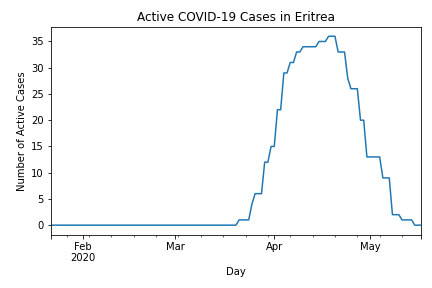 Active COVID-19 Cases in Eritrea
Number of Active Cases
35
30
25
20
15
10
5
0
Feb
2020
Mar
Apr
May
Day